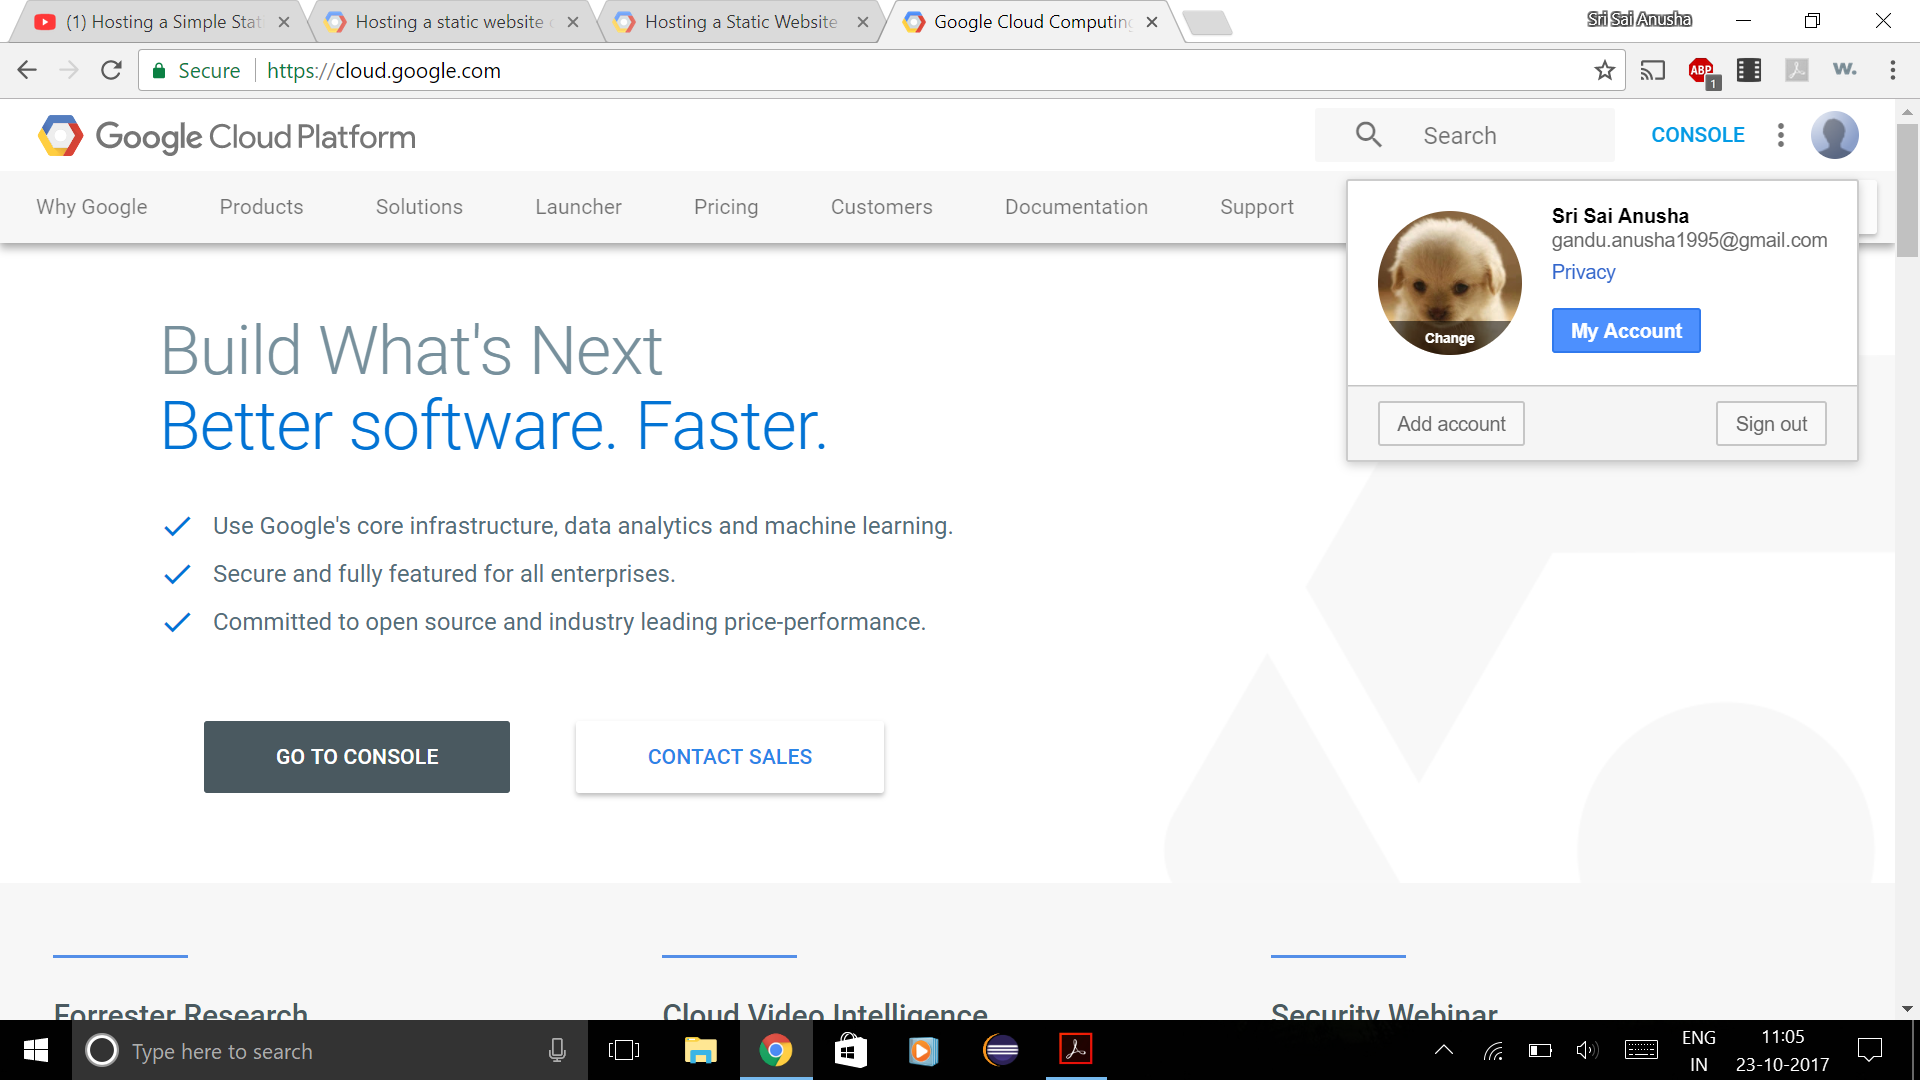 (1) Hosting a Simple Stat
Hosting a static website
Hosting a Static Website
Google Cloud Computing
Sri Sai Anusha
Secure
https://cloud.google.com
ABP
1
w.
Google Cloud Platform
Search
CONSOLE
Why Google
Products
Solutions
Launcher
Pricing
Customers
Documentation
Support
Sri Sai Anusha
gandu.anusha1995@gmail.com
Privacy
Change
My Account
Add account
Sign out
Build What's Next
Better software. Faster.
Use Google's core infrastructure, data analytics and machine learning.
Secure and fully featured for all enterprises.
Committed to open source and industry leading price-performance.
GO TO CONSOLE
CONTACT SALES
Forrester Research
Cloud Video Intelligence
Security Webinar
Type here to search
ENG
IN
11:05
23-10-2017